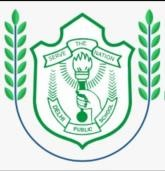 SERVE THE NATION
DELHI PUBLIC SCHOOL